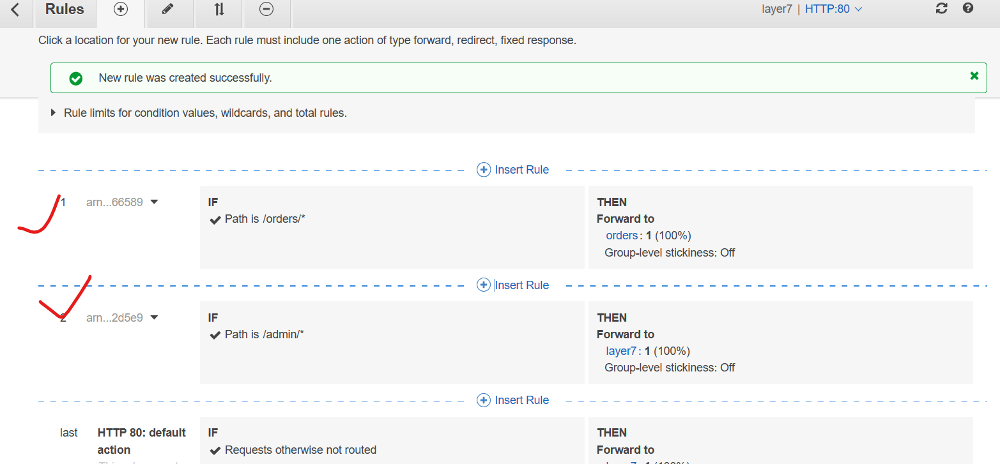 Rules
layer7 | HTTP:80
Click a location for your new rule. Each rule must include one action of type forward, redirect, fixed response.
New rule was created successfully.
Rule limits for condition values, wildcards, and total rules.
Insert Rule
1 arn...66589
IF
Path is /orders/*
THEN
Forward to
orders: 1 (100%)
Group-level stickiness: Off
Insert Rule
2 arn...2d5e9
IF
Path is /admin/*
THEN
Forward to
layer7: 1 (100%)
Group-level stickiness: Off
Insert Rule
last HTTP 80: default
action
IF
Requests otherwise not routed
THEN
Forward to
layer7: 1 (100%)